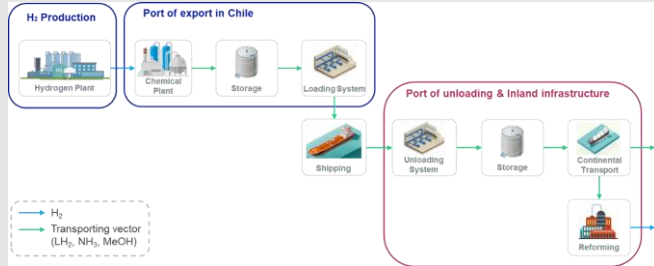 H₂ Production
Port of export in Chile
Hydrogen Plant
Chemical
Plant
Storage
Loading System
Port of unloading & Inland infrastructure
Shipping
Unloading
System
Storage
Continental
Transport
Reforming
H₂
Transporting vector
(LH₂, NH₃, MeOH)